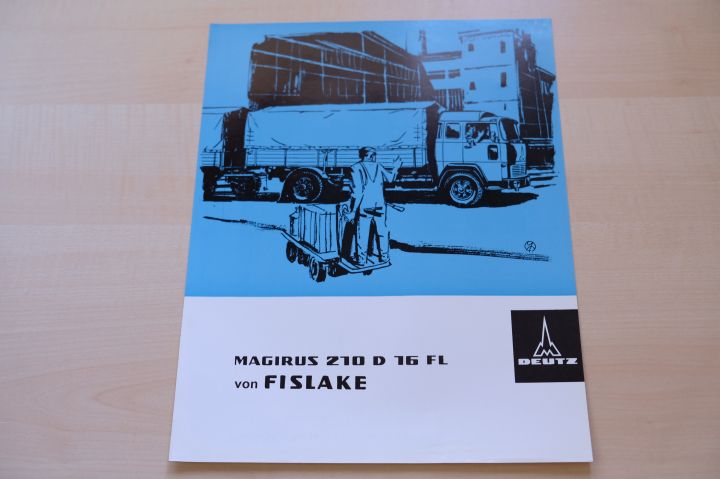 MAGIRUS 210 D 16 FL
von FISLAKE
DEUTZ